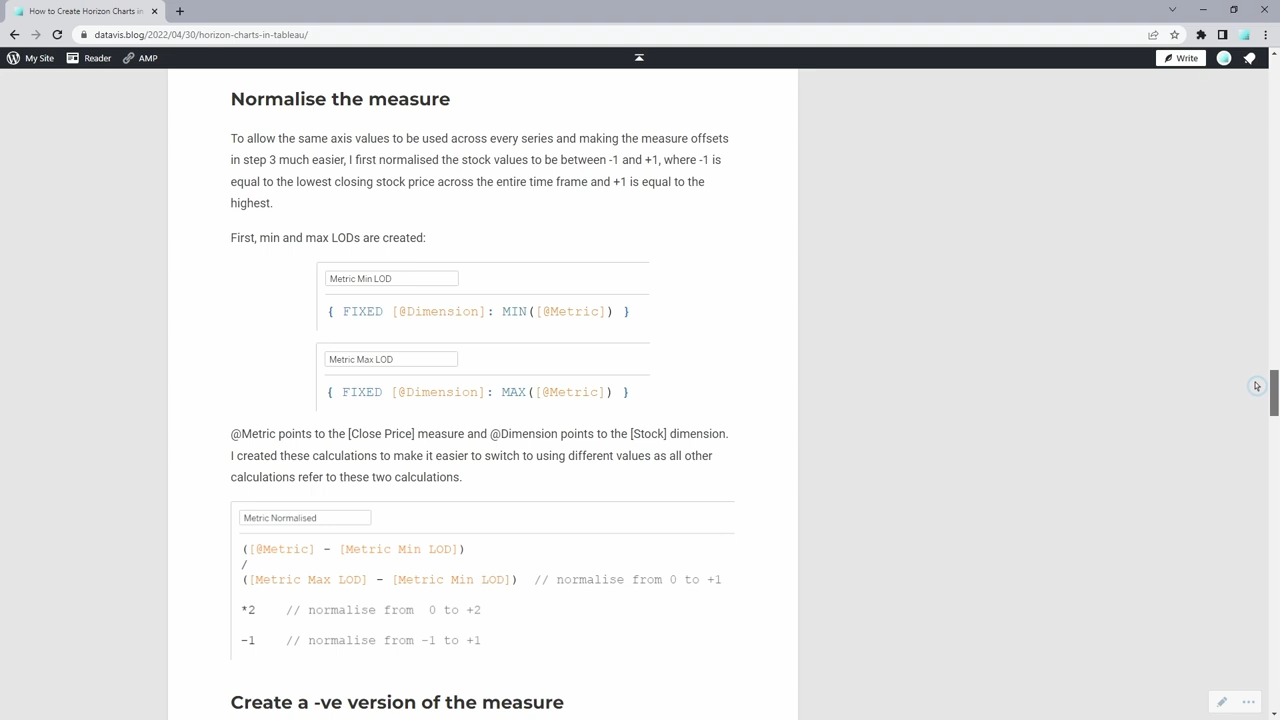 How to Create Horizon Charts in
datavis.blog/2022/04/30/horizon-charts-in-tableau/
My Site Reader AMP Write
Normalise the measure
To allow the same axis values to be used across every series and making the measure offsets
in step 3 much easier, I first normalised the stock values to be between -1 and +1, where -1 is
equal to the lowest closing stock price across the entire time frame and +1 is equal to the
highest.
First, min and max LODs are created:
Metric Min LOD
{ FIXED [@Dimension]: MIN([@Metric]) }
Metric Max LOD
{ FIXED [@Dimension]: MAX([@Metric]) }
@Metric points to the [Close Price] measure and @Dimension points to the [Stock] dimension.
I created these calculations to make it easier to switch to using different values as all other
calculations refer to these two calculations.
Metric Normalised
([@Metric] - [Metric Min LOD])
/
([Metric Max LOD] - [Metric Min LOD]) // normalise from 0 to +1
*2 // normalise from 0 to +2
-1 // normalise from -1 to +1
Create a -ve version of the measure